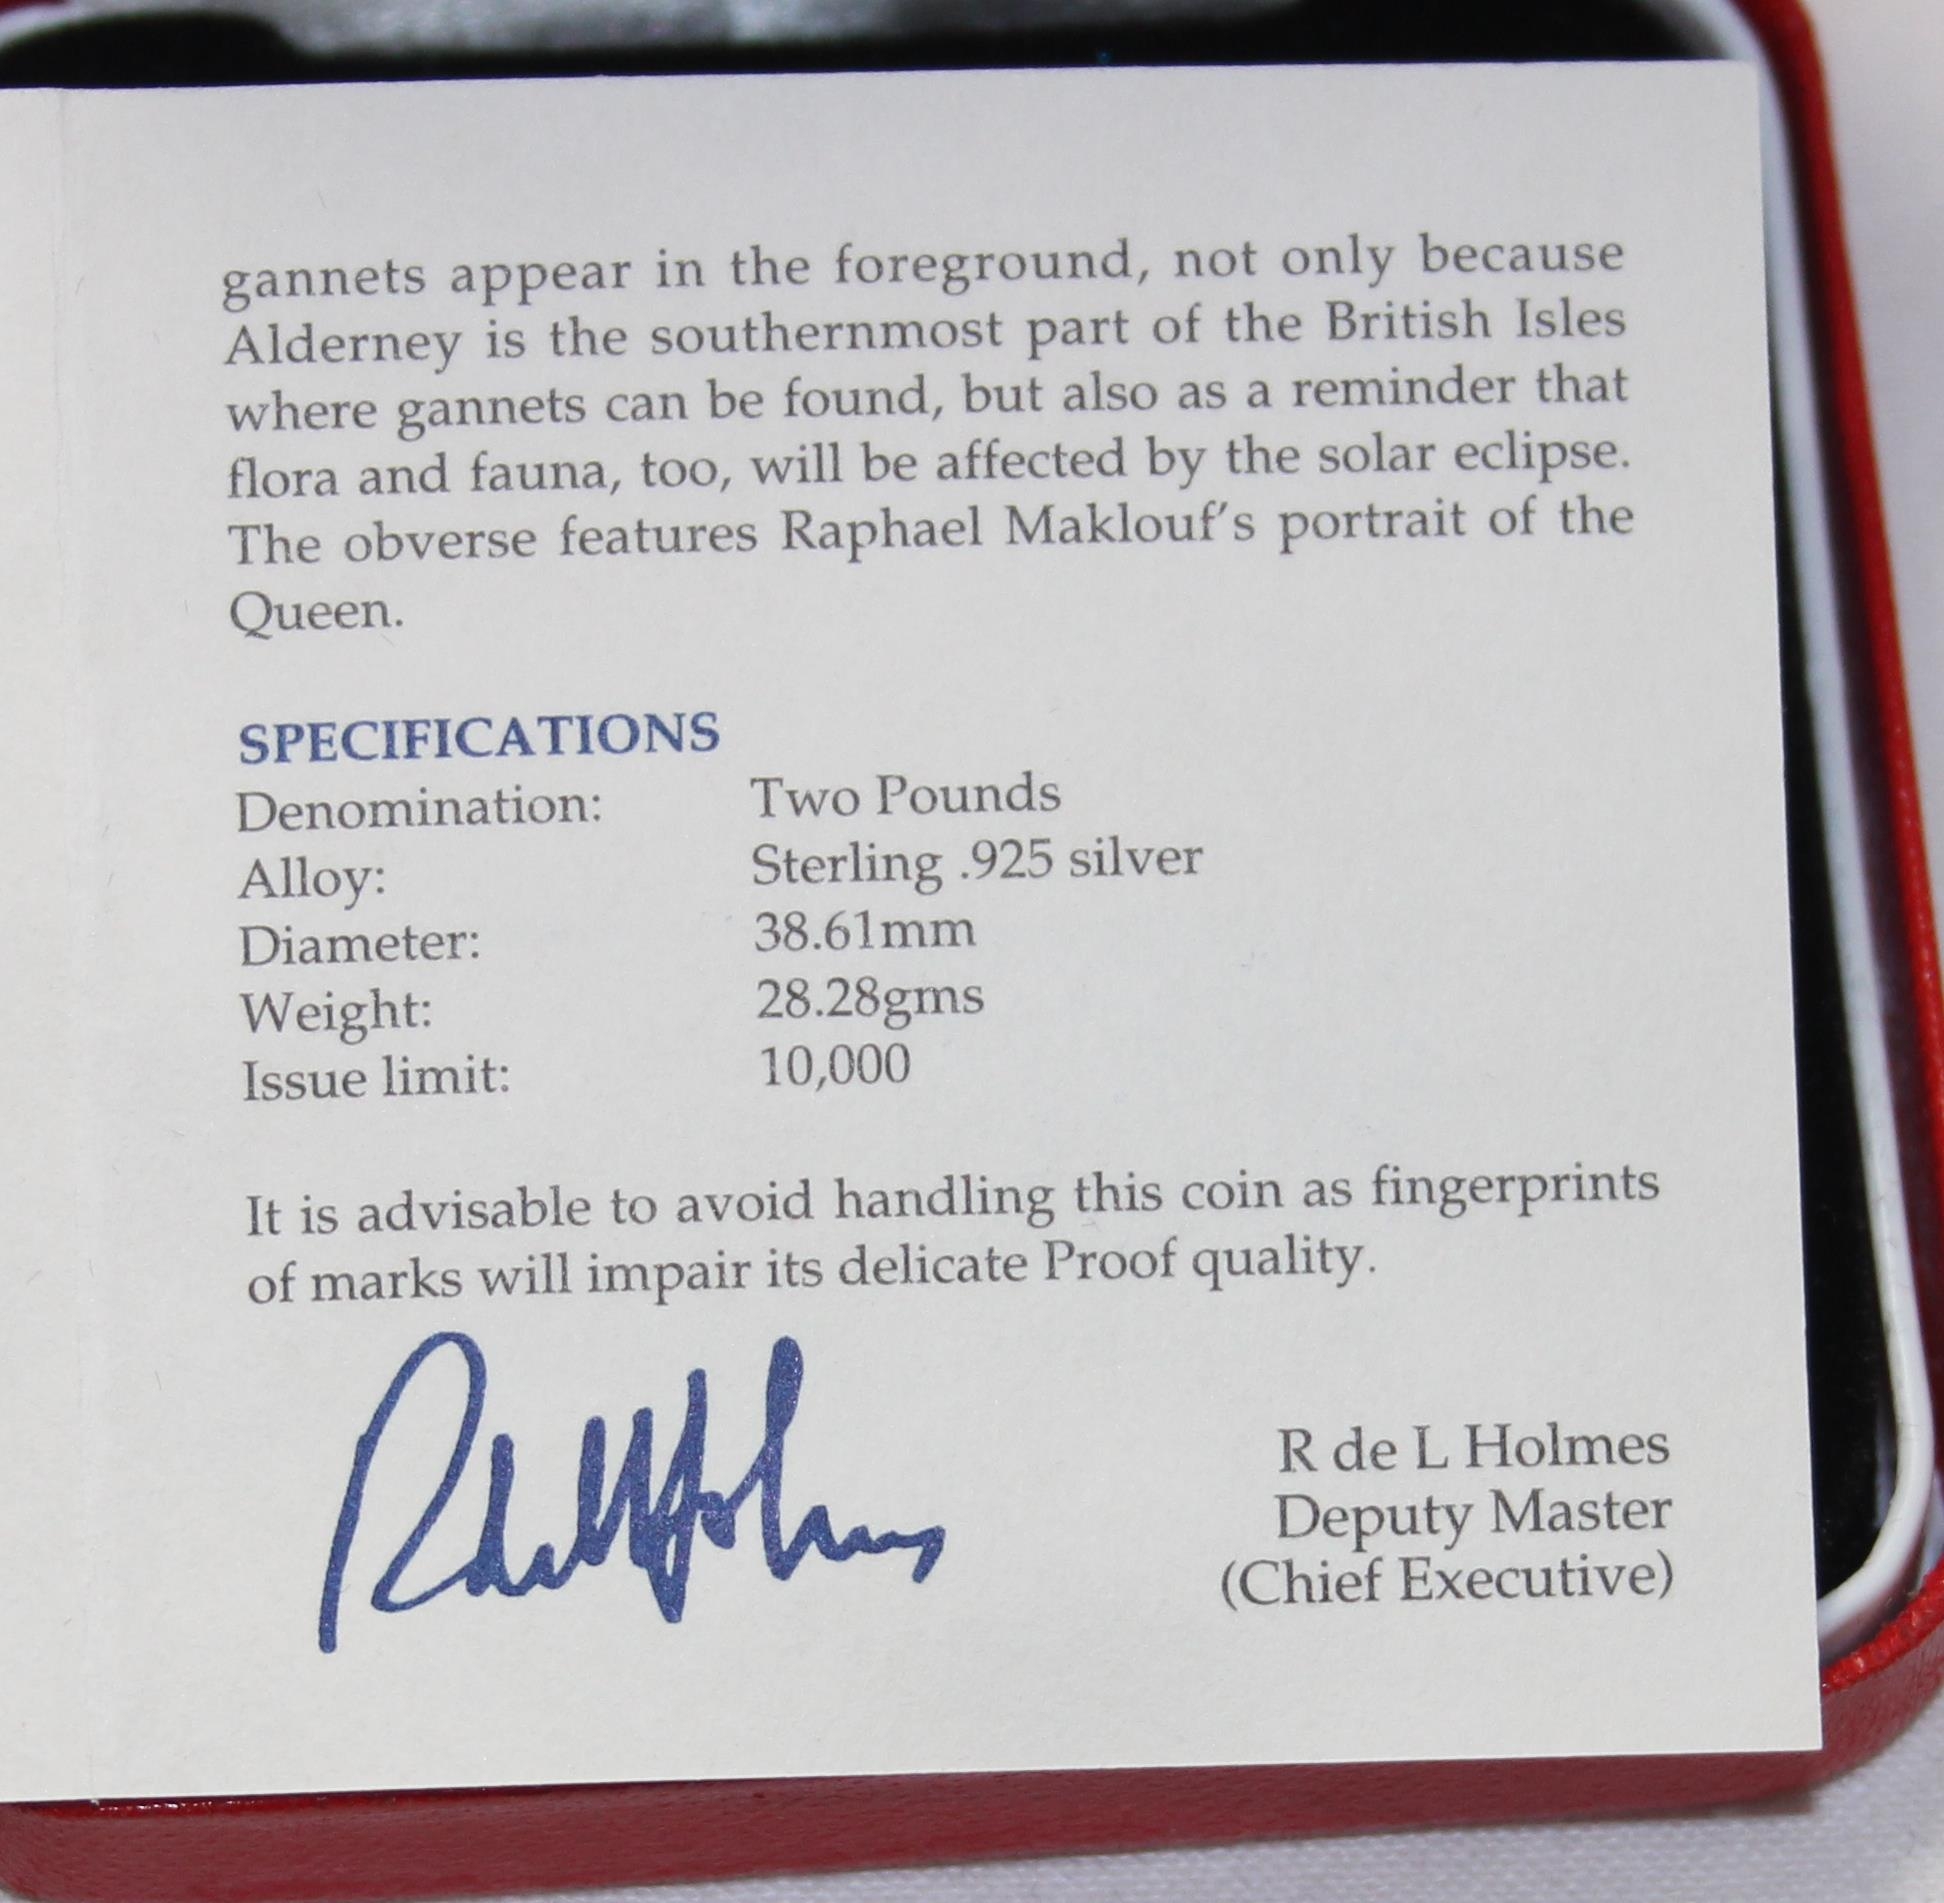 gannets appear in the foreground, not only because
Alderney is the southernmost part of the British Isles
where gannets can be found, but also as a reminder that
flora and fauna, too, will be affected by the solar eclipse.
The obverse features Raphael Maklouf's portrait of the
Queen.
SPECIFICATIONS
Denomination: Two Pounds
Alloy: Sterling .925 silver
Diameter: 38.61mm
Weight: 28.28gms
Issue limit: 10,000
It is advisable to avoid handling this coin as fingerprints
of marks will impair its delicate Proof quality.
R de L Holmes
Deputy Master
(Chief Executive)